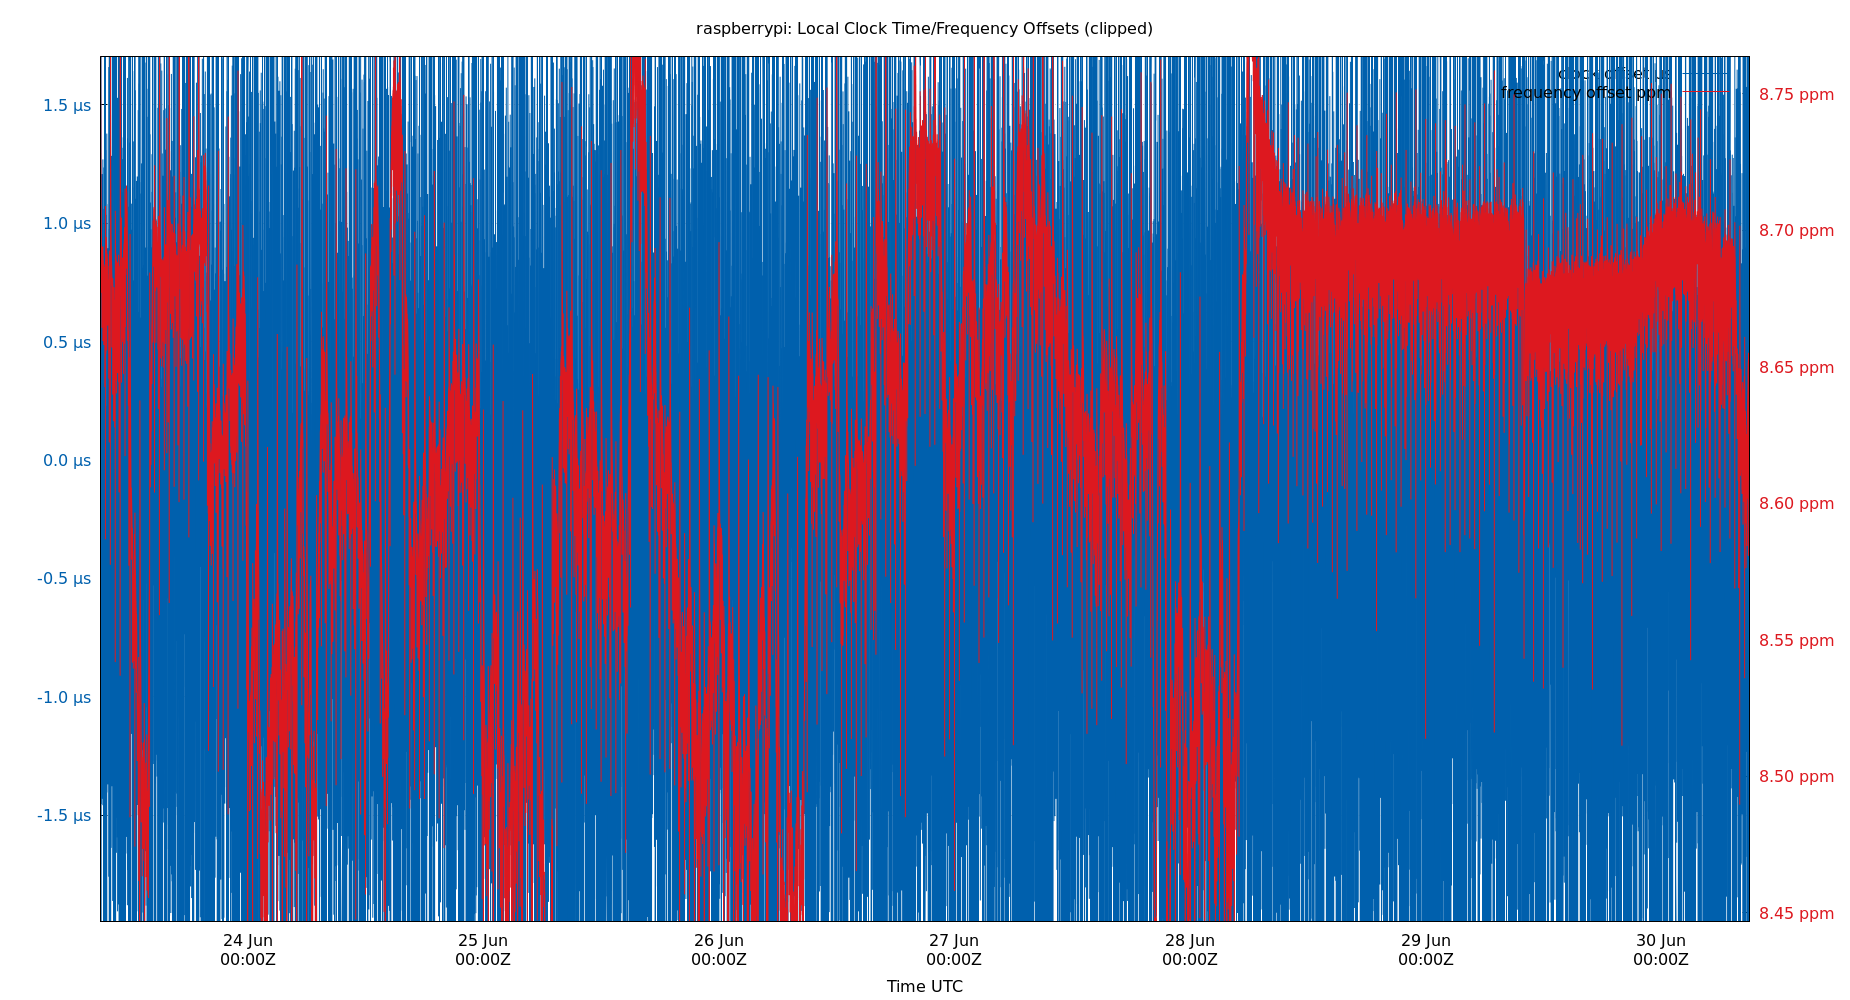 raspberrypi: Local Clock Time/Frequency Offsets (clipped)
clock offset µs
frequency offset ppm
1.5 µs
1.0 µs
0.5 µs
0.0 µs
-0.5 µs
-1.0 µs
-1.5 µs
8.75 ppm
8.70 ppm
8.65 ppm
8.60 ppm
8.55 ppm
8.50 ppm
8.45 ppm
24 Jun
00:00Z
25 Jun
00:00Z
26 Jun
00:00Z
27 Jun
00:00Z
28 Jun
00:00Z
29 Jun
00:00Z
30 Jun
00:00Z
Time UTC